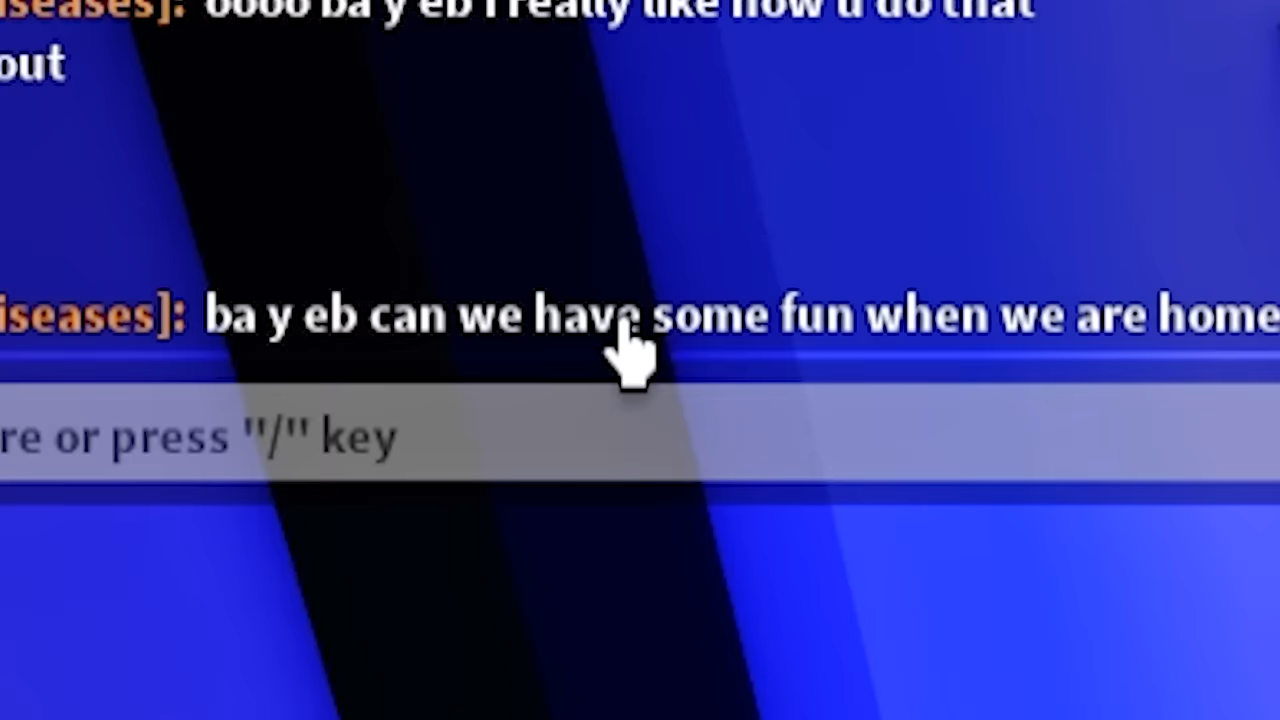 iseases]: oooo ba y eb i really like how u do that
out
iseases]: ba y eb can we have some fun when we are home
re or press "/" key